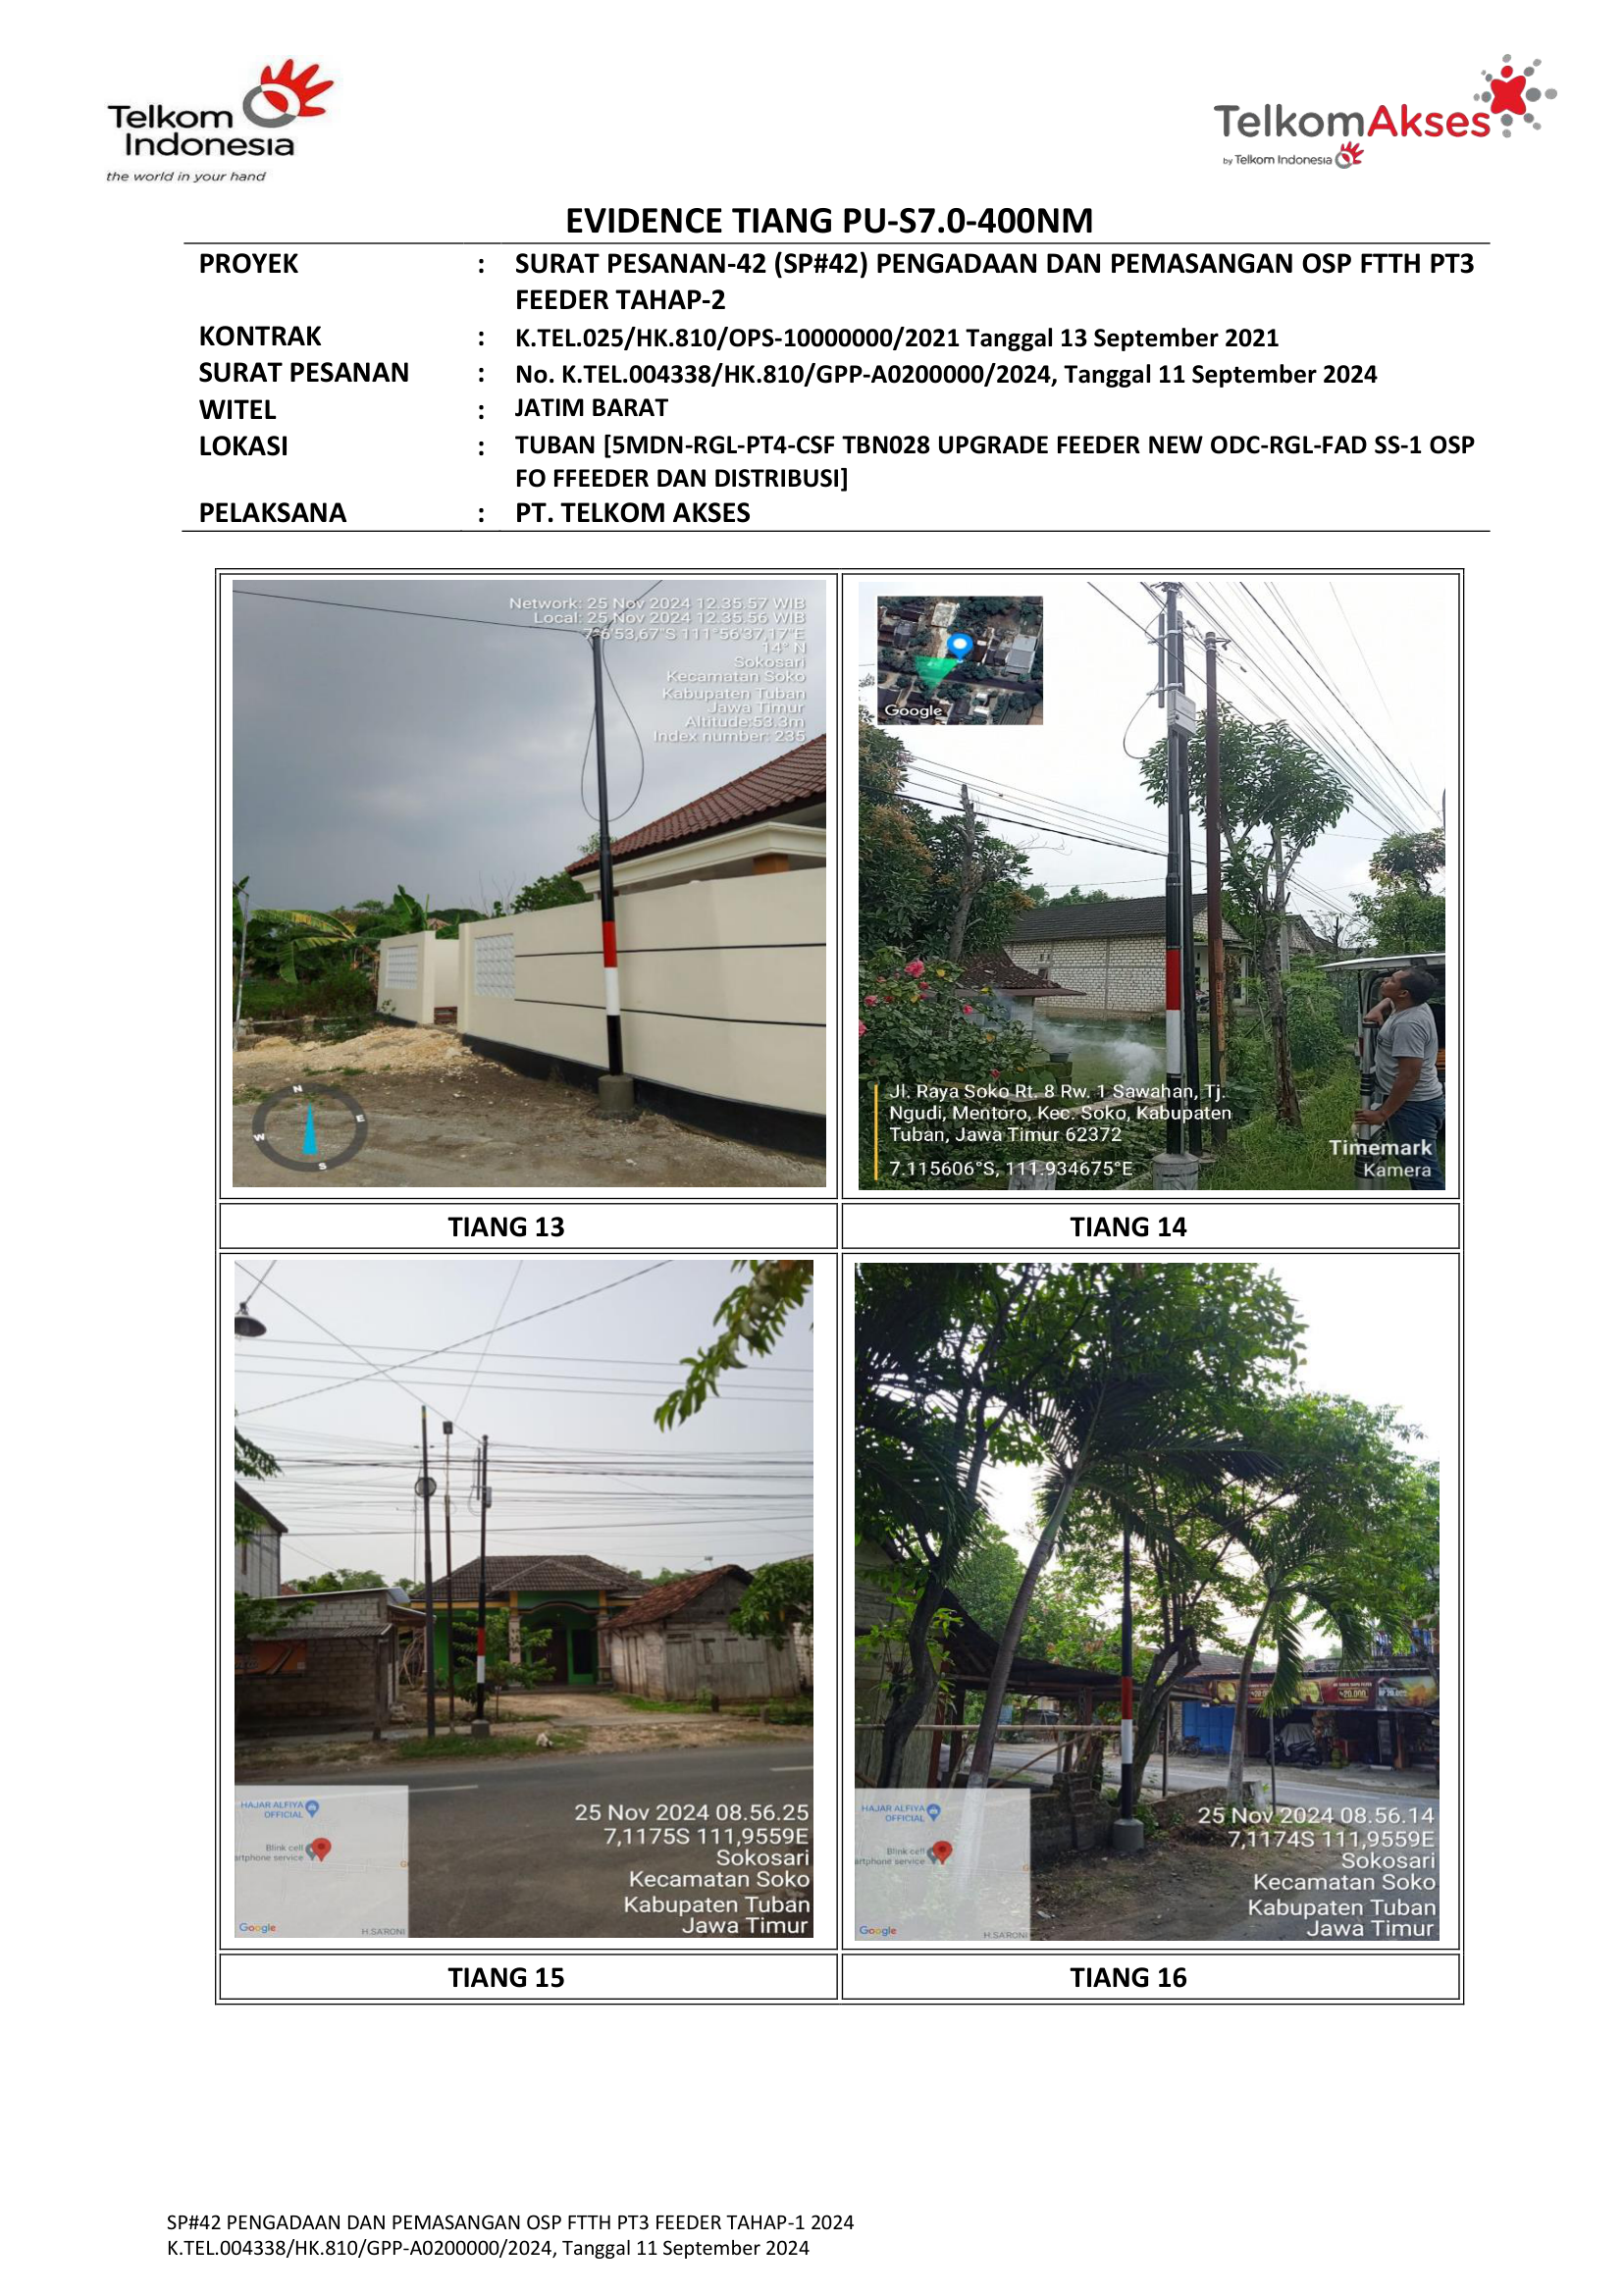 Telkom
Indonesia
the world in your hand
TelkomAkses
by Telkom Indonesia
EVIDENCE TIANG PU-S7.0-400NM
PROYEK : SURAT PESANAN-42 (SP#42) PENGADAAN DAN PEMASANGAN OSP FTTH PT3
FEEDER TAHAP-2
KONTRAK : K.TEL.025/HK.810/OPS-10000000/2021 Tanggal 13 September 2021
SURAT PESANAN : No. K.TEL.004338/HK.810/GPP-A0200000/2024, Tanggal 11 September 2024
WITEL : JATIM BARAT
LOKASI : TUBAN [5MDN-RGL-PT4-CSF TBN028 UPGRADE FEEDER NEW ODC-RGL-FAD SS-1 OSP
FO FFEEDER DAN DISTRIBUSI]
PELAKSANA : PT. TELKOM AKSES
Network: 25 Nov 2024 12.35.57 WIB
Local: 25 Nov 2024 12.35.56 WIB
7°6'53,67"S 111°56'37,17"E
14° N
Sokosari
Kecamatan Soko
Kabupaten Tuban
Jawa Timur
Altitude:53.3m
Index number: 235
N
E
W
S
Google
Jl. Raya Soko Rt. 8 Rw. 1 Sawahan, Tj.
Ngudi, Mentoro, Kec. Soko, Kabupaten
Tuban, Jawa Timur 62372
7.115606°S, 111.934675°E
Timemark
Kamera
TIANG 13
TIANG 14
HAJAR ALFIYA
OFFICIAL
Blink cell
artphone service
Google
H.SA'RONI
25 Nov 2024 08.56.25
7,1175S 111,9559E
Sokosari
Kecamatan Soko
Kabupaten Tuban
Jawa Timur
HAJAR ALFIYA
OFFICIAL
Blink cell
artphone service
Google
H.SA'RONI
25 Nov 2024 08.56.14
7,1174S 111,9559E
Sokosari
Kecamatan Soko
Kabupaten Tuban
Jawa Timur
TIANG 15
TIANG 16
SP#42 PENGADAAN DAN PEMASANGAN OSP FTTH PT3 FEEDER TAHAP-1 2024
K.TEL.004338/HK.810/GPP-A0200000/2024, Tanggal 11 September 2024